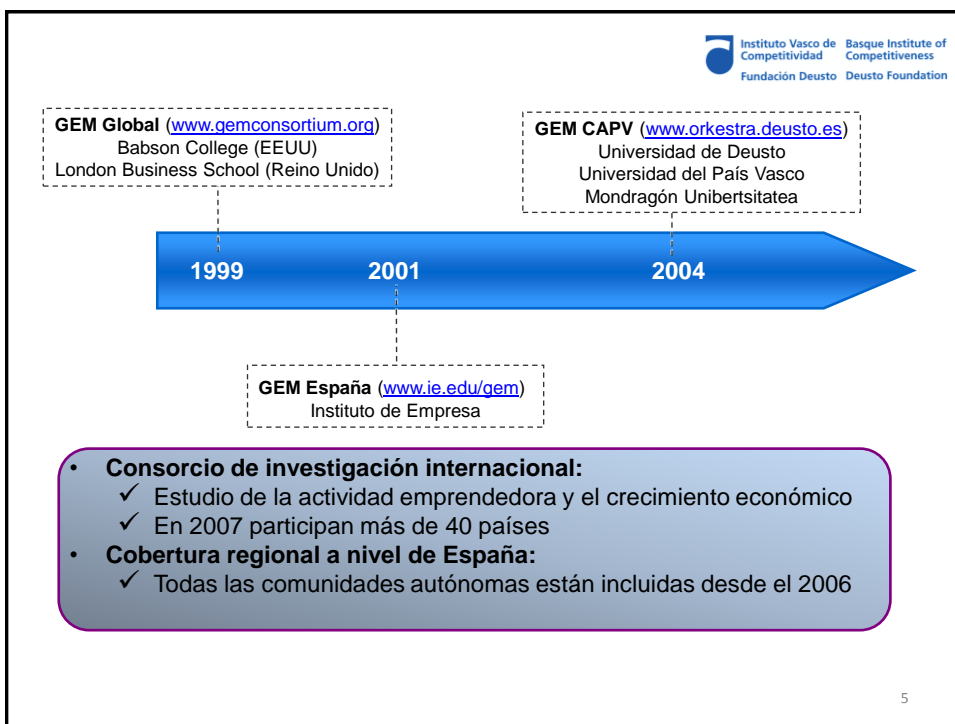 Instituto Vasco de Competitividad
Fundación Deusto
Basque Institute of Competitiveness
Deusto Foundation
GEM Global (www.gemconsortium.org)
Babson College (EEUU)
London Business School (Reino Unido)
GEM CAPV (www.orkestra.deusto.es)
Universidad de Deusto
Universidad del País Vasco
Mondragón Unibertsitatea
1999 2001 2004
GEM España (www.ie.edu/gem)
Instituto de Empresa
• Consorcio de investigación internacional:
✓ Estudio de la actividad emprendedora y el crecimiento económico
✓ En 2007 participan más de 40 países
• Cobertura regional a nivel de España:
✓ Todas las comunidades autónomas están incluidas desde el 2006
5